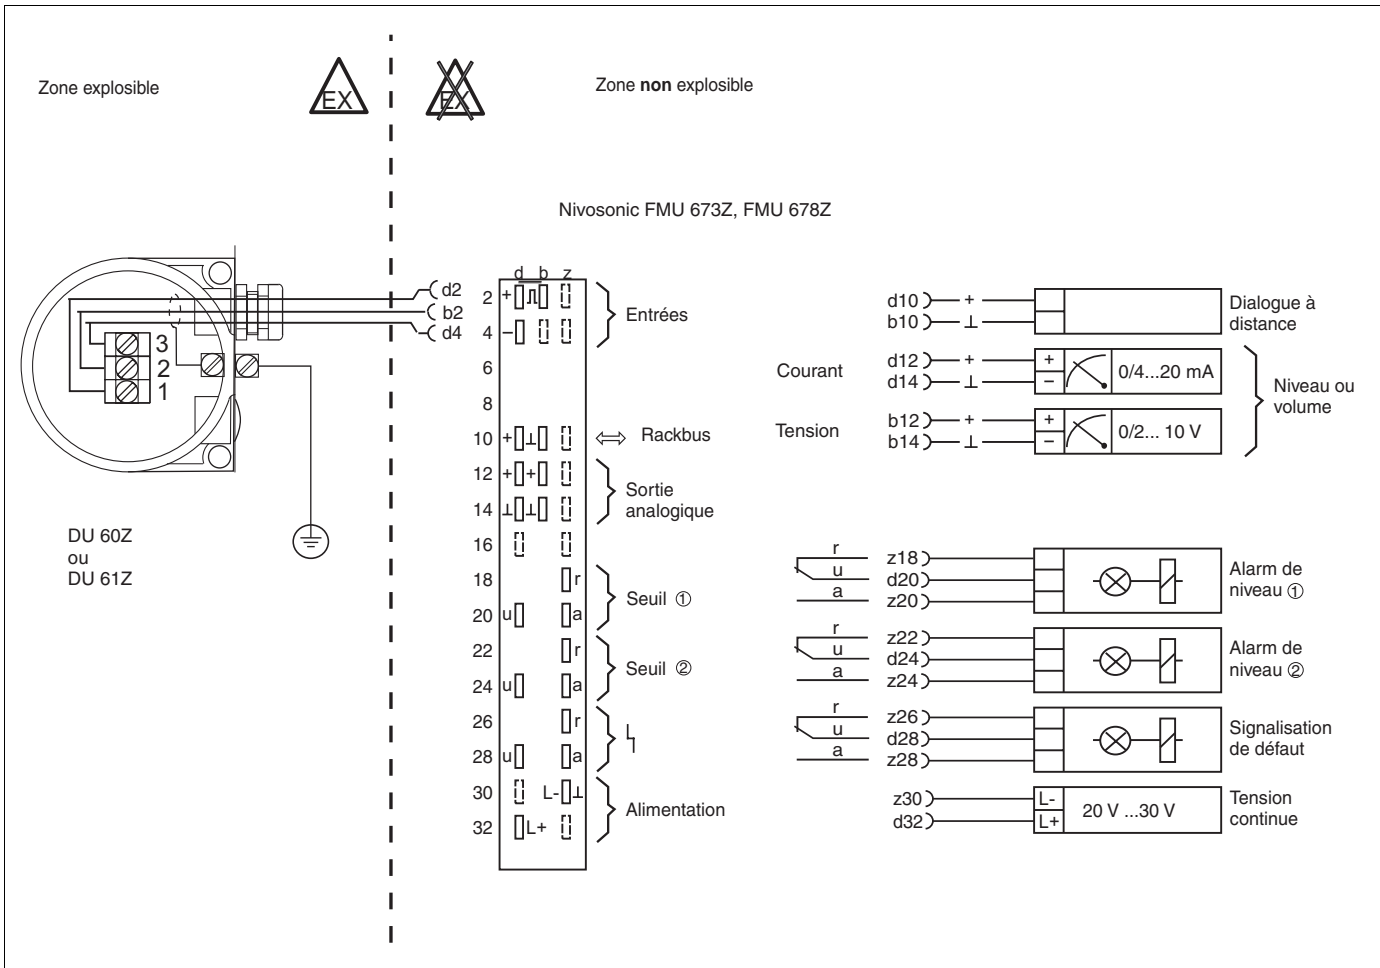 Zone explosible
EX
EX
Zone non explosible
Nivosonic FMU 673Z, FMU 678Z
3
2
1
DU 60Z
ou
DU 61Z
d2
b2
d4
d b z
2 +
4 –
6
8
10 + ⊥
12 + +
14 ⊥ ⊥
16
18 r
20 u a
22 r
24 u a
26 r
28 u a
30 L- ⊥
32 L+
Entrées
Rackbus
Sortie
analogique
Seuil ①
Seuil ②
Alimentation
d10 + 
b10 ⊥
Dialogue à
distance
Courant
d12 + +
d14 ⊥ –
0/4...20 mA
Tension
b12 + +
b14 ⊥ –
0/2... 10 V
Niveau ou
volume
r z18
u d20
a z20
Alarm de
niveau ①
r z22
u d24
a z24
Alarm de
niveau ②
r z26
u d28
a z28
Signalisation
de défaut
z30 L-
d32 L+
20 V ...30 V
Tension
continue